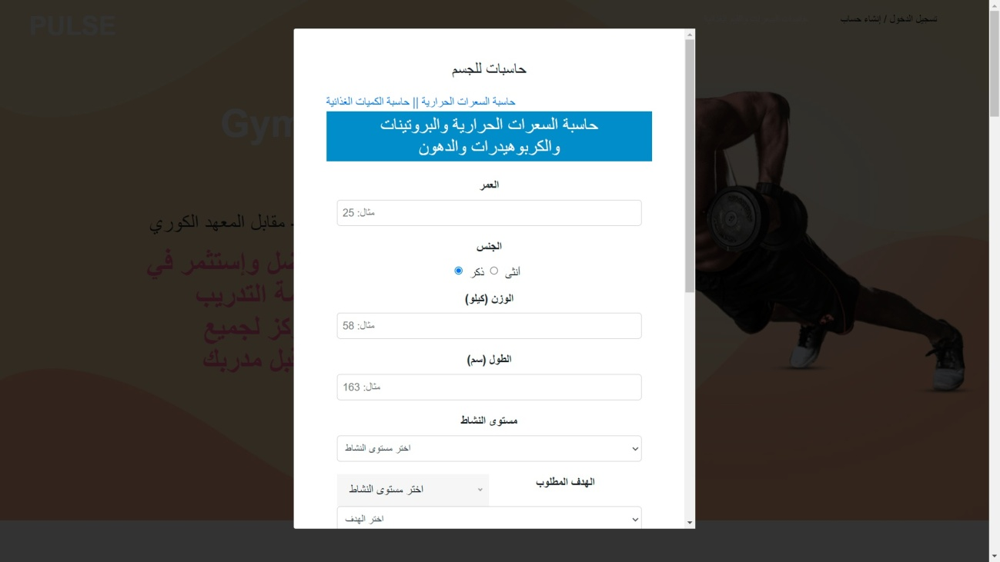 PULSE
تسجيل الدخول / إنشاء حساب
Gym
- مقابل المعهد الكوري
وإستثمر في
التدريب
لجميع
مدربك
حاسبات للجسم
حاسبة السعرات الحرارية || حاسبة الكميات الغذائية
حاسبة السعرات الحرارية والبروتينات
والكربوهيدرات والدهون
العمر
مثال: 25
الجنس
ذكر أنثى
الوزن (كيلو)
مثال: 58
الطول (سم)
مثال: 163
مستوى النشاط
اختر مستوى النشاط
الهدف المطلوب
اختر مستوى النشاط
اختر الهدف